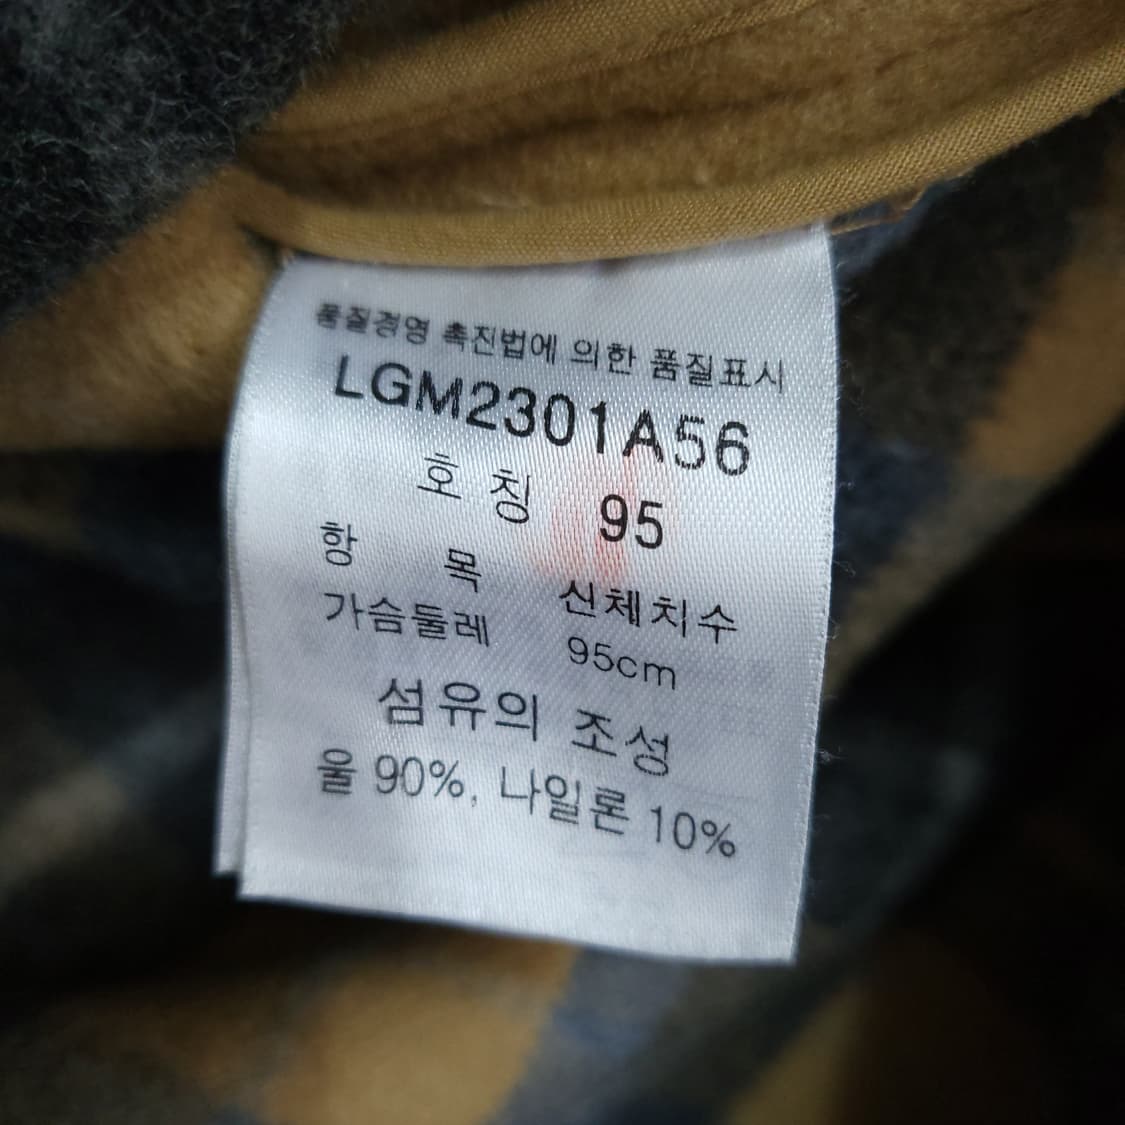 품질경영 촉진법에 의한 품질표시
LGM2301A56
호 칭 95
항 목 신체치수
가슴둘레 95cm
섬유의 조성
울 90%, 나일론 10%